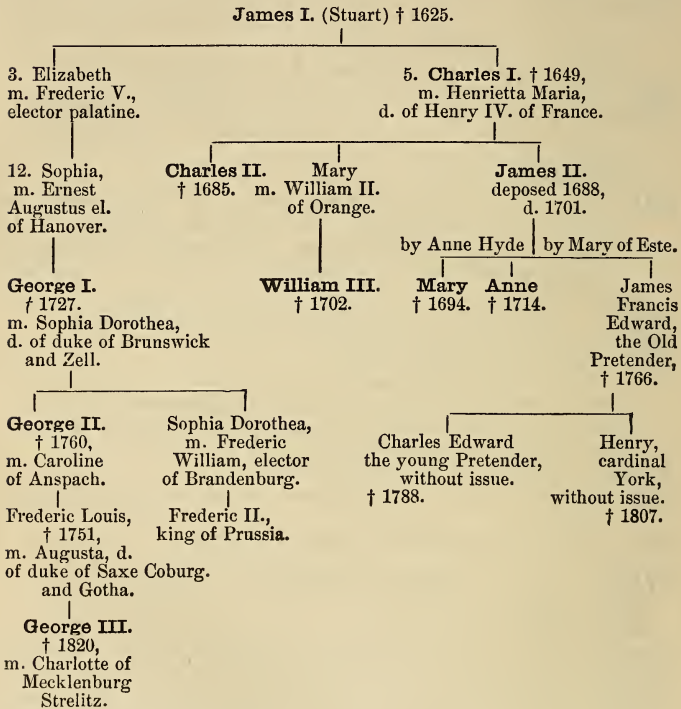 James I. (Stuart) † 1625.
3. Elizabeth
m. Frederic V.,
elector palatine.
5. Charles I. † 1649,
m. Henrietta Maria,
d. of Henry IV. of France.
12. Sophia,
m. Ernest
Augustus el.
of Hanover.
Charles II.
† 1685.
Mary
m. William II.
of Orange.
James II.
deposed 1688,
d. 1701.
by Anne Hyde
by Mary of Este.
George I.
† 1727.
m. Sophia Dorothea,
d. of duke of Brunswick
and Zell.
William III.
† 1702.
Mary
† 1694.
Anne
† 1714.
James
Francis
Edward,
the Old
Pretender,
† 1766.
George II.
† 1760,
m. Caroline
of Anspach.
Sophia Dorothea,
m. Frederic
William, elector
of Brandenburg.
Charles Edward
the young Pretender,
without issue.
† 1788.
Henry,
cardinal
York,
without issue.
† 1807.
Frederic Louis,
† 1751,
m. Augusta, d.
of duke of Saxe Coburg.
and Gotha.
Frederic II.,
king of Prussia.
George III.
† 1820,
m. Charlotte of
Mecklenburg
Strelitz.